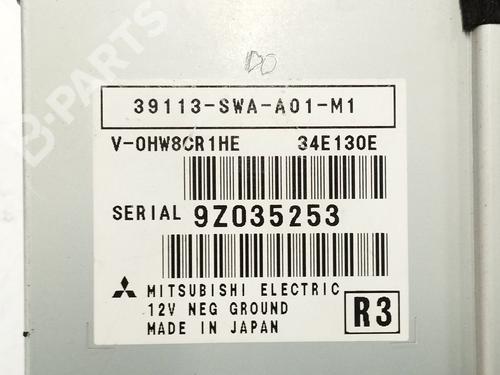 B-PARTS
39113-SWA-A01-M1
V-0HW8CR1HE 34E130E
SERIAL 9Z035253
MITSUBISHI ELECTRIC
12V NEG GROUND
MADE IN JAPAN
R3